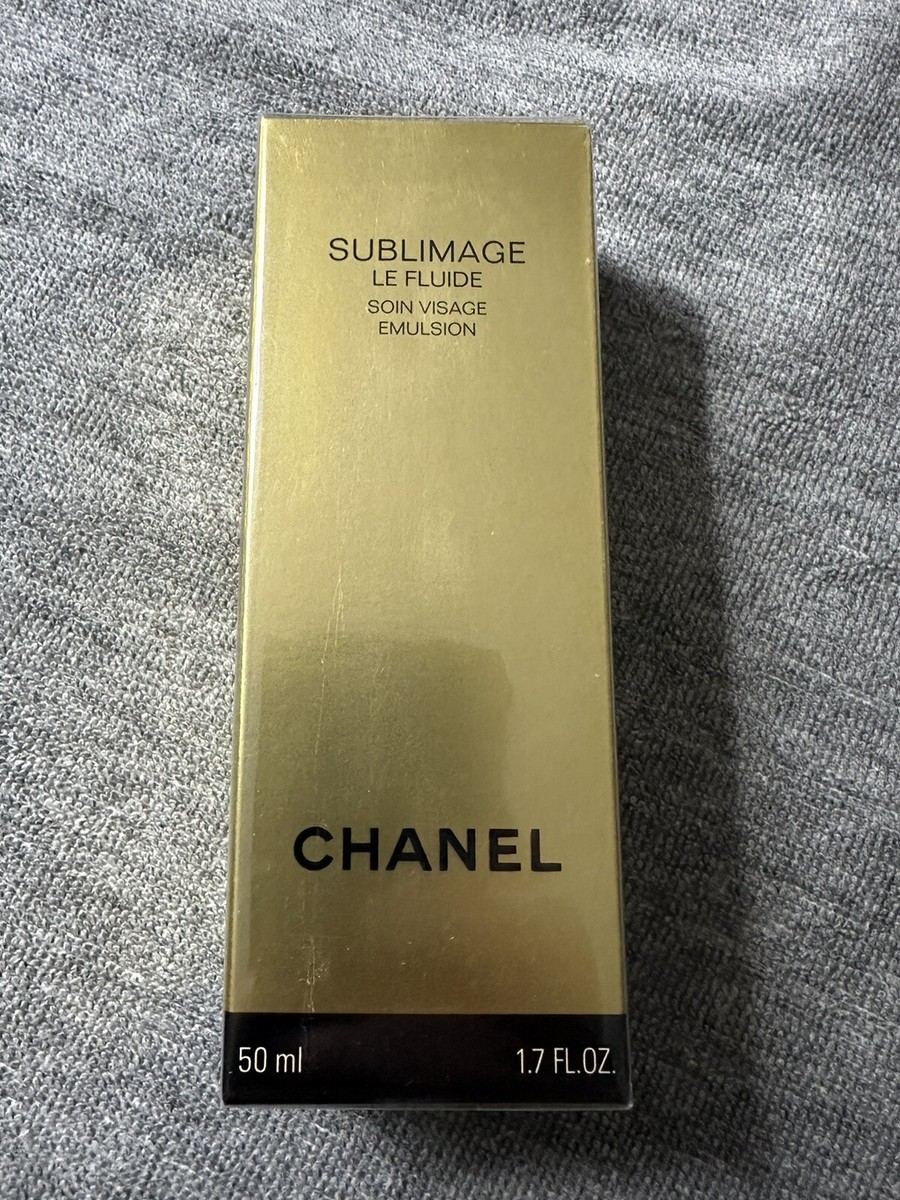 SUBLIMAGE
LE FLUIDE
SOIN VISAGE
EMULSION
CHANEL
50 ml 1.7 FL.OZ.